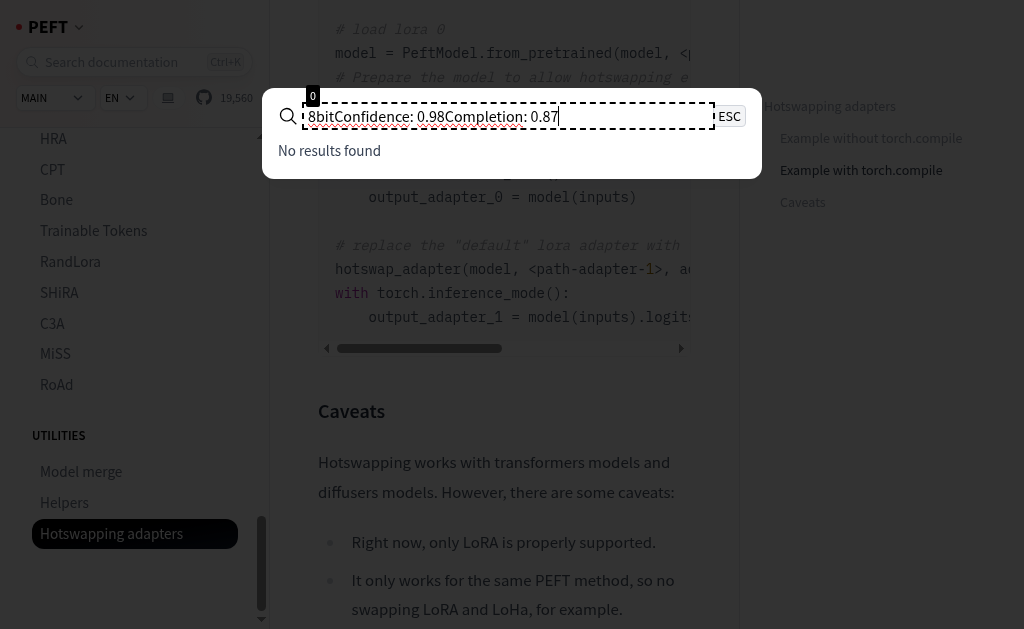 PEFT
Search documentation
Ctrl+K
MAIN
EN
19,560
HRA
CPT
Bone
Trainable Tokens
RandLora
SHiRA
C3A
MiSS
RoAd
UTILITIES
Model merge
Helpers
Hotswapping adapters
# load lora 0
model = PeftModel.from_pretrained(model, <p
# Prepare the model to allow hotswapping e
0
8bitConfidence: 0.98Completion: 0.87
ESC
No results found
output_adapter_0 = model(inputs)
# replace the "default" lora adapter with
hotswap_adapter(model, <path-adapter-1>, ad
with torch.inference_mode():
output_adapter_1 = model(inputs).logits
Caveats
Hotswapping works with transformers models and
diffusers models. However, there are some caveats:
Right now, only LoRA is properly supported.
It only works for the same PEFT method, so no
swapping LoRA and LoHa, for example.
Hotswapping adapters
Example without torch.compile
Example with torch.compile
Caveats